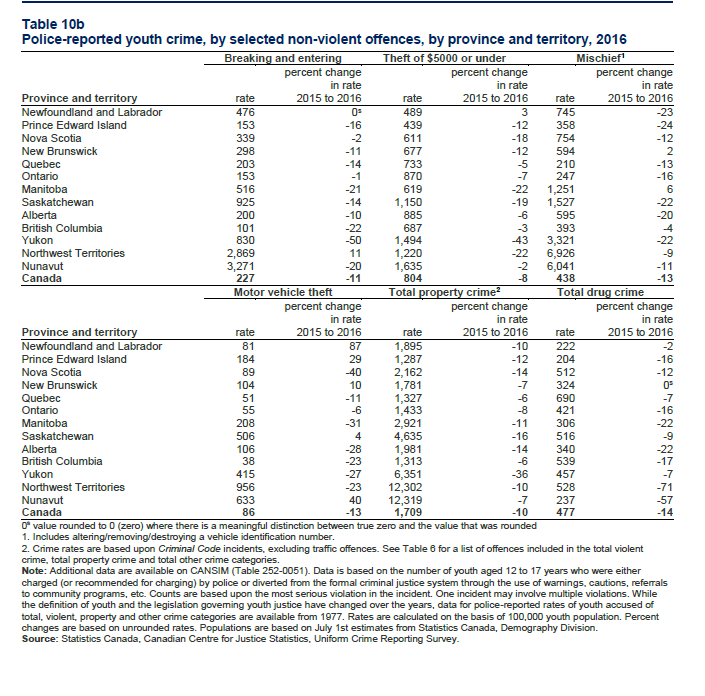 Table 10b
Police-reported youth crime, by selected non-violent offences, by province and territory, 2016
Breaking and entering Theft of $5000 or under Mischief¹
percent change percent change percent change
in rate in rate in rate
Province and territory rate 2015 to 2016 rate 2015 to 2016 rate 2015 to 2016
Newfoundland and Labrador 476 0ˢ 489 3 745 -23
Prince Edward Island 153 -16 439 -12 358 -24
Nova Scotia 339 -2 611 -18 754 -12
New Brunswick 298 -11 677 -12 594 2
Quebec 203 -14 733 -5 210 -13
Ontario 153 -1 870 -7 247 -16
Manitoba 516 -21 619 -22 1,251 6
Saskatchewan 925 -14 1,150 -19 1,527 -22
Alberta 200 -10 885 -6 595 -20
British Columbia 101 -22 687 -3 393 -4
Yukon 830 -50 1,494 -43 3,321 -22
Northwest Territories 2,869 11 1,220 -22 6,926 -9
Nunavut 3,271 -20 1,635 -2 6,041 -11
Canada 227 -11 804 -8 438 -13
Motor vehicle theft Total property crime² Total drug crime
percent change percent change percent change
in rate in rate in rate
Province and territory rate 2015 to 2016 rate 2015 to 2016 rate 2015 to 2016
Newfoundland and Labrador 81 87 1,895 -10 222 -2
Prince Edward Island 184 29 1,287 -12 204 -16
Nova Scotia 89 -40 2,162 -14 512 -12
New Brunswick 104 10 1,781 -7 324 0ˢ
Quebec 51 -11 1,327 -6 690 -7
Ontario 55 -6 1,433 -8 421 -16
Manitoba 208 -31 2,921 -11 306 -22
Saskatchewan 506 4 4,635 -16 516 -9
Alberta 106 -28 1,981 -14 340 -22
British Columbia 38 -23 1,313 -6 539 -17
Yukon 415 -27 6,351 -36 457 -7
Northwest Territories 956 -23 12,302 -10 528 -71
Nunavut 633 40 12,319 -7 237 -57
Canada 86 -13 1,709 -10 477 -14
0ˢ value rounded to 0 (zero) where there is a meaningful distinction between true zero and the value that was rounded
1. Includes altering/removing/destroying a vehicle identification number.
2. Crime rates are based upon Criminal Code incidents, excluding traffic offences. See Table 6 for a list of offences included in the total violent
crime, total property crime and total other crime categories.
Note: Additional data are available on CANSIM (Table 252-0051). Data is based on the number of youth aged 12 to 17 years who were either
charged (or recommended for charging) by police or diverted from the formal criminal justice system through the use of warnings, cautions, referrals
to community programs, etc. Counts are based upon the most serious violation in the incident. One incident may involve multiple violations. While
the definition of youth and the legislation governing youth justice have changed over the years, data for police-reported rates of youth accused of
total, violent, property and other crime categories are available from 1977. Rates are calculated on the basis of 100,000 youth population. Percent
changes are based on unrounded rates. Populations are based on July 1st estimates from Statistics Canada, Demography Division.
Source: Statistics Canada, Canadian Centre for Justice Statistics, Uniform Crime Reporting Survey.